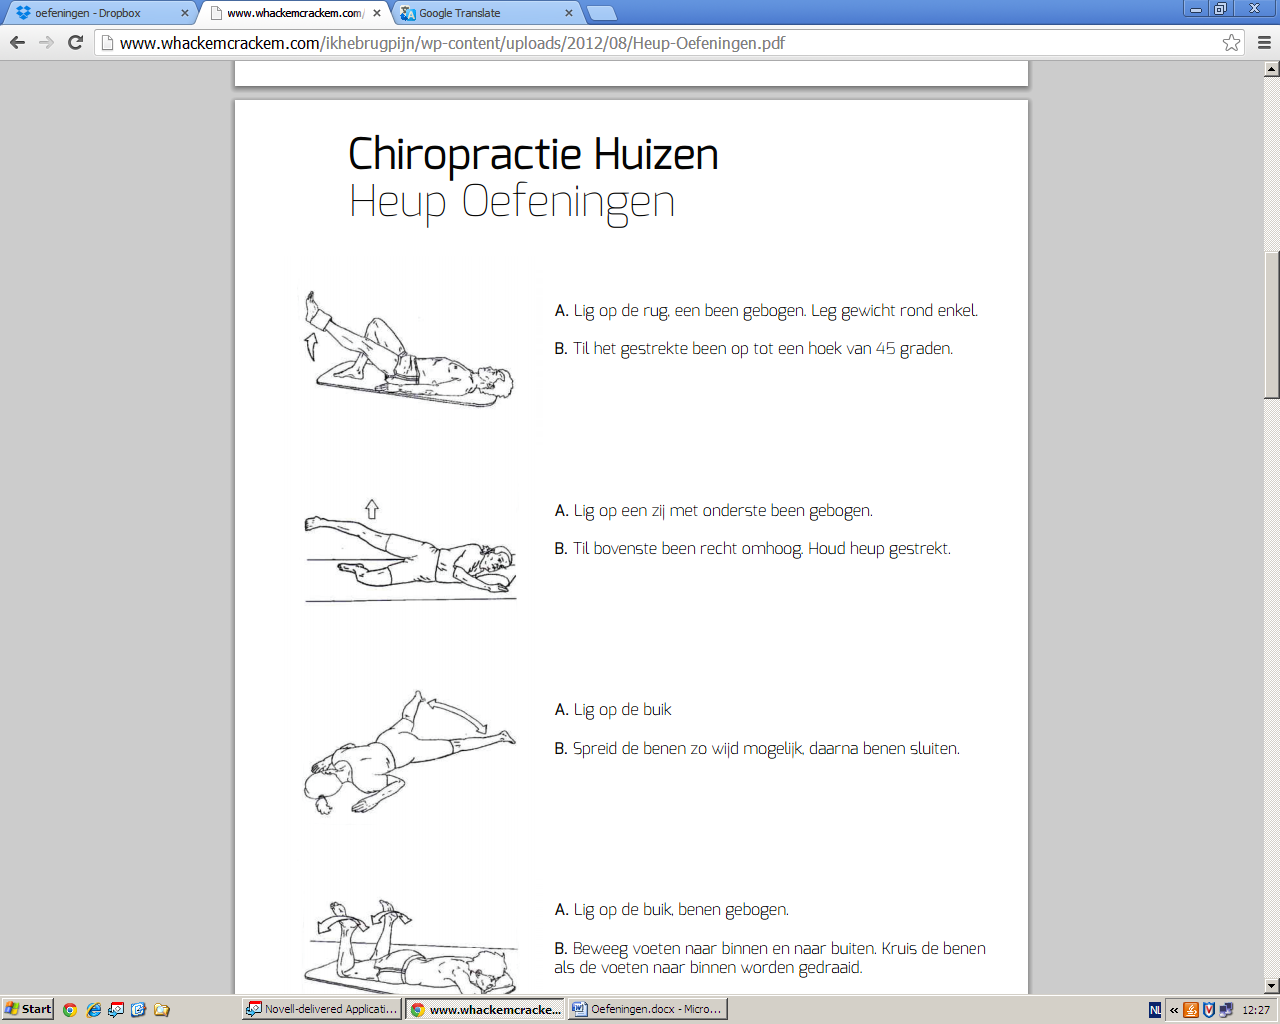 oefeningen - Dropbox
www.whackemcrackem.com/
Google Translate
www.whackemcrackem.com/ikhebrugpijn/wp-content/uploads/2012/08/Heup-Oefeningen.pdf
Chiropractie Huizen
Heup Oefeningen
A. Lig op de rug, een been gebogen. Leg gewicht rond enkel.
B. Til het gestrekte been op tot een hoek van 45 graden.
A. Lig op een zij met onderste been gebogen.
B. Til bovenste been recht omhoog. Houd heup gestrekt.
A. Lig op de buik
B. Spreid de benen zo wijd mogelijk, daarna benen sluiten.
A. Lig op de buik, benen gebogen.
B. Beweeg voeten naar binnen en naar buiten. Kruis de benen
als de voeten naar binnen worden gedraaid.
Start
Novell-delivered Applicati...
www.whackemcracke...
Oefeningen.docx - Micro...
NL
12:27